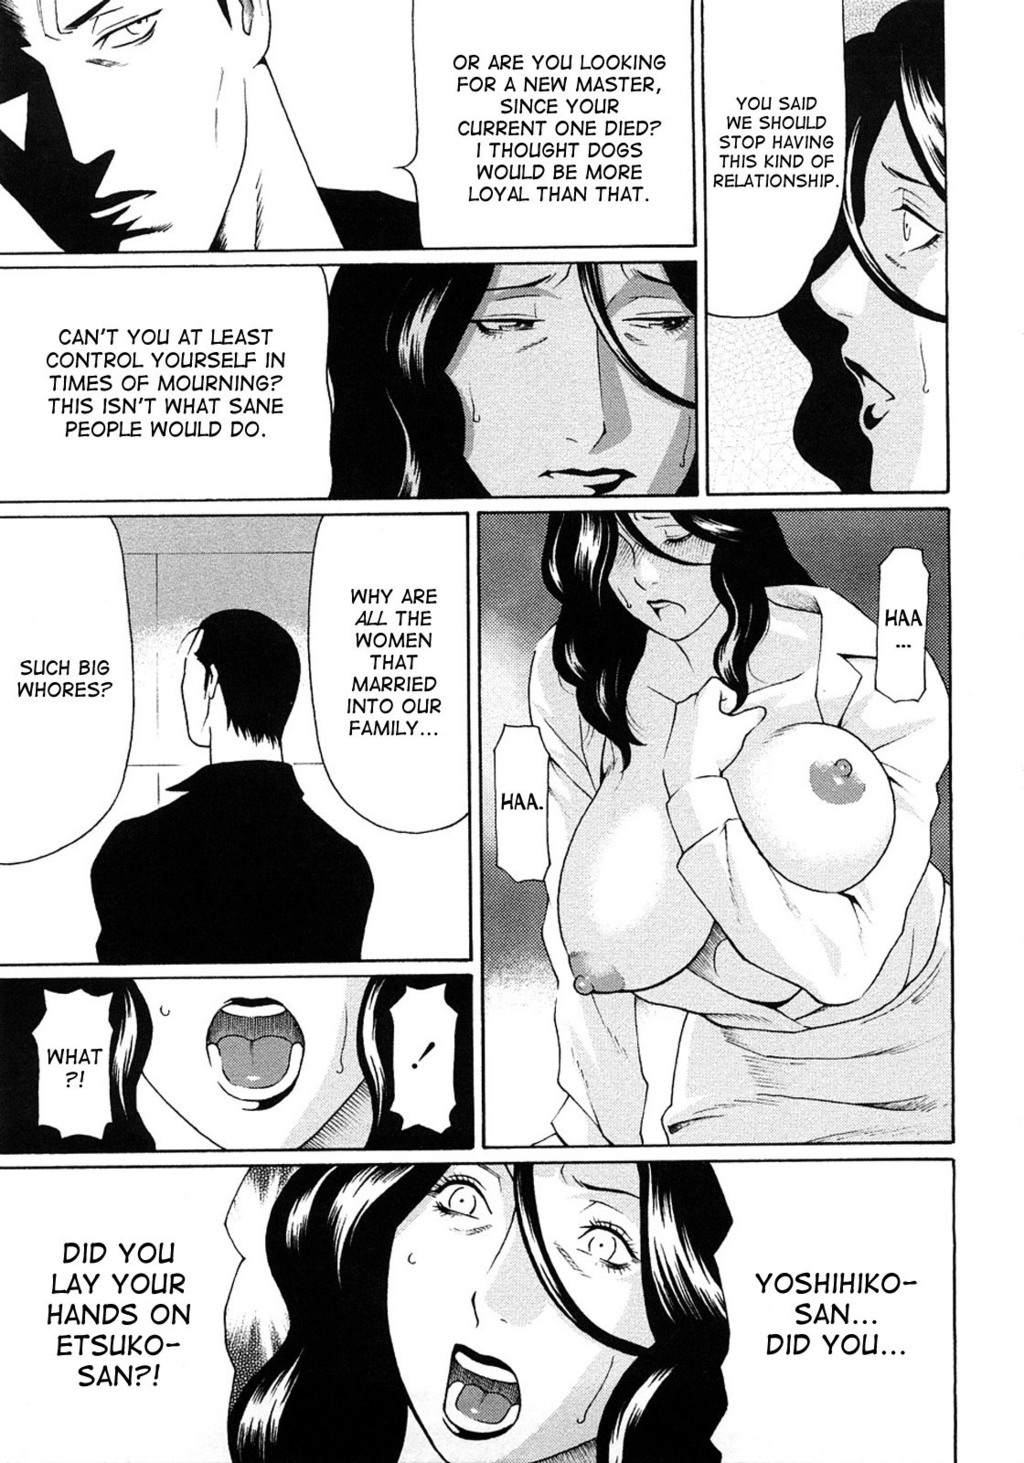 YOU SAID
WE SHOULD
STOP HAVING
THIS KIND OF
RELATIONSHIP.
OR ARE YOU LOOKING
FOR A NEW MASTER,
SINCE YOUR
CURRENT ONE DIED?
I THOUGHT DOGS
WOULD BE MORE
LOYAL THAN THAT.
CAN'T YOU AT LEAST
CONTROL YOURSELF IN
TIMES OF MOURNING?
THIS ISN'T WHAT SANE
PEOPLE WOULD DO.
HAA
...
HAA.
WHY ARE
ALL THE
WOMEN
THAT
MARRIED
INTO OUR
FAMILY...
SUCH BIG
WHORES?
!
WHAT
?!
YOSHIHIKO-
SAN...
DID YOU...
DID YOU
LAY YOUR
HANDS ON
ETSUKO-
SAN?!